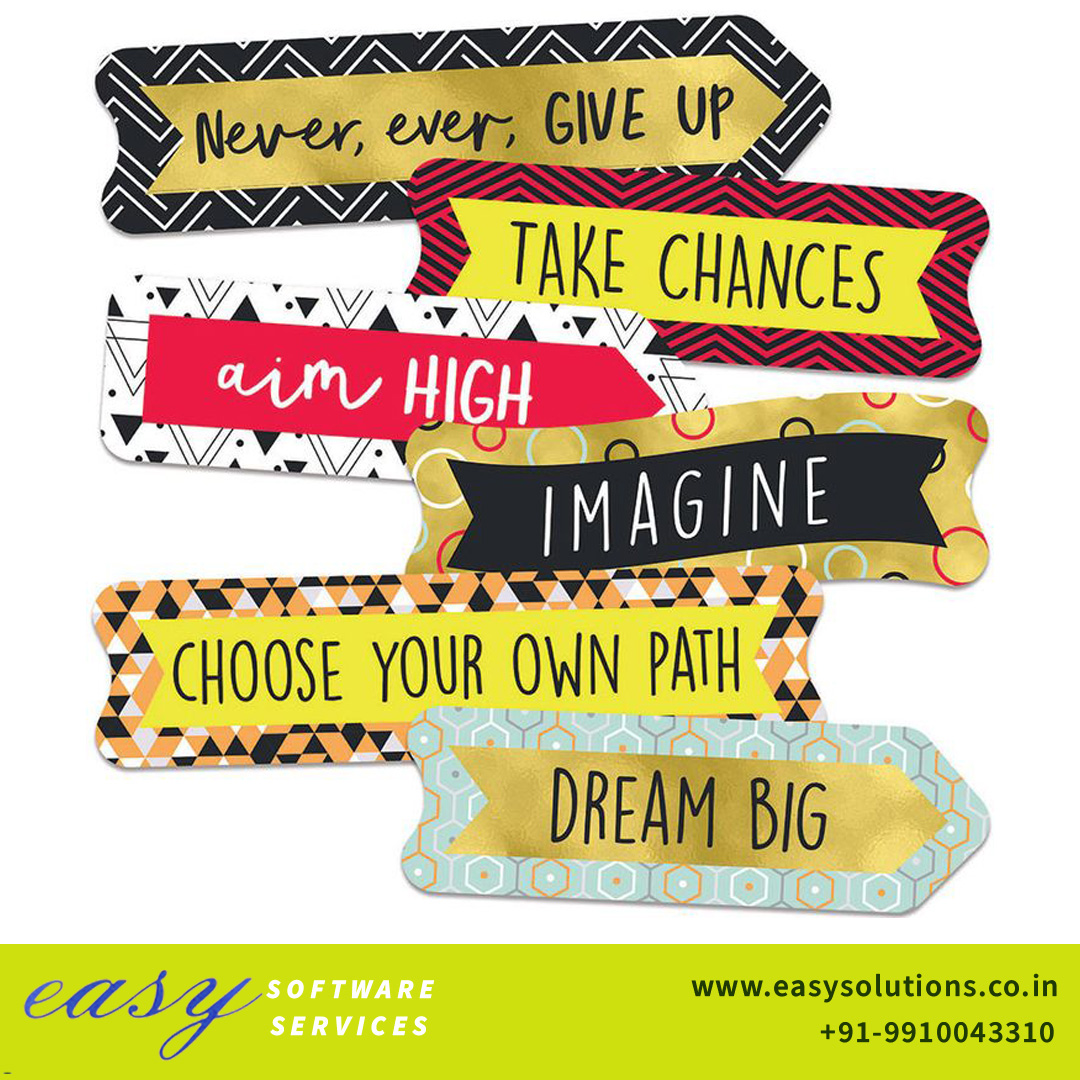 Never, ever, GIVE UP
TAKE CHANCES
aim HIGH
IMAGINE
CHOOSE YOUR OWN PATH
DREAM BIG
easy SOFTWARE
SERVICES
www.easysolutions.co.in
+91-9910043310